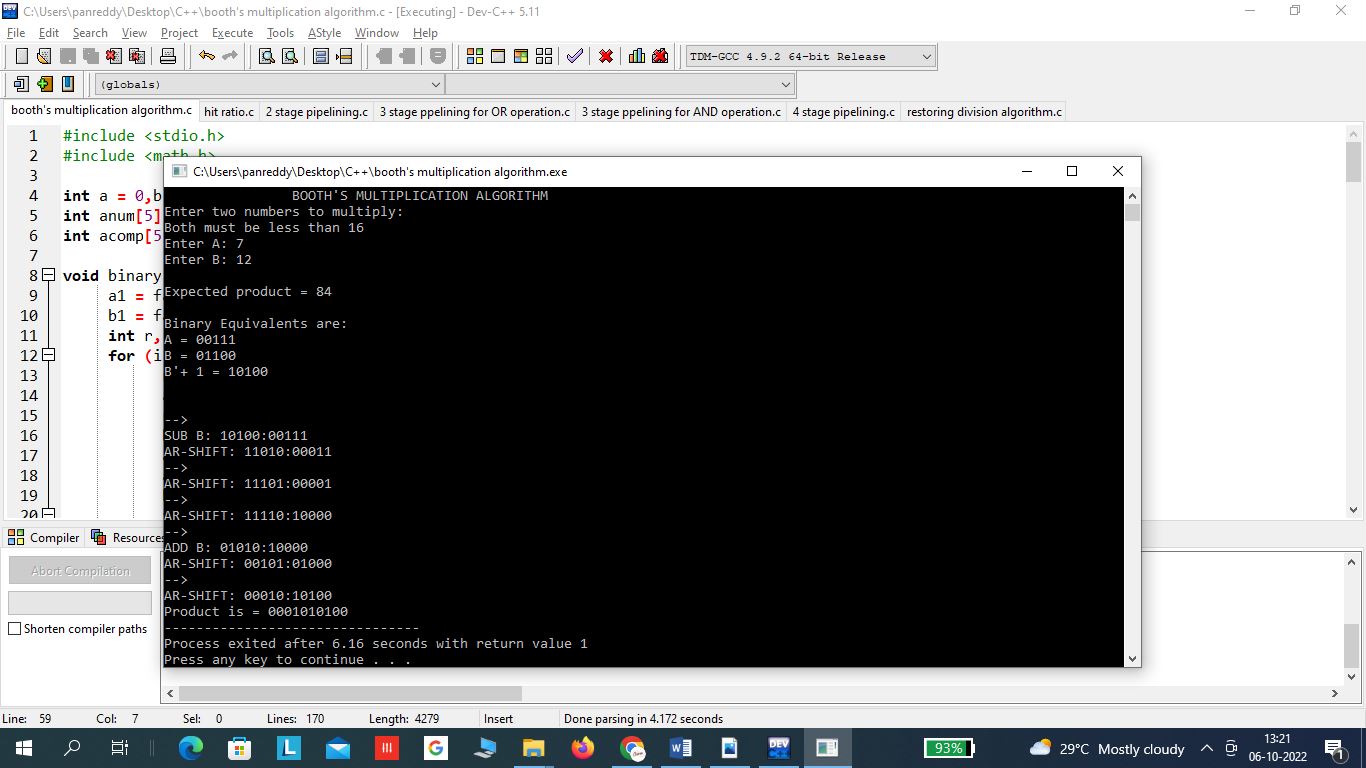 C:\Users\panreddy\Desktop\C++\booth's multiplication algorithm.c - [Executing] - Dev-C++ 5.11
File Edit Search View Project Execute Tools AStyle Window Help
TDM-GCC 4.9.2 64-bit Release
(globals)
booth's multiplication algorithm.c hit ratio.c 2 stage pipelining.c 3 stage ppelining for OR operation.c 3 stage ppelining for AND operation.c 4 stage pipelining.c restoring division algorithm.c
1 #include <stdio.h>
2 #include <math.h>
3
4 int a = 0,b
5 int anum[5]
6 int acomp[5
7
8 void binary
9 a1 = f
10 b1 = f
11 int r,
12 for (i
13
14
15
16
17
18
19
20
C:\Users\panreddy\Desktop\C++\booth's multiplication algorithm.exe
BOOTH'S MULTIPLICATION ALGORITHM
Enter two numbers to multiply:
Both must be less than 16
Enter A: 7
Enter B: 12
Expected product = 84
Binary Equivalents are:
A = 00111
B = 01100
B'+ 1 = 10100
-->
SUB B: 10100:00111
AR-SHIFT: 11010:00011
-->
AR-SHIFT: 11101:00001
-->
AR-SHIFT: 11110:10000
-->
ADD B: 01010:10000
AR-SHIFT: 00101:01000
-->
AR-SHIFT: 00010:10100
Product is = 0001010100
--------------------------------
Process exited after 6.16 seconds with return value 1
Press any key to continue . . .
Compiler Resources
Abort Compilation
Shorten compiler paths
Line: 59 Col: 7 Sel: 0 Lines: 170 Length: 4279 Insert Done parsing in 4.172 seconds
93% 29°C Mostly cloudy 13:21
06-10-2022